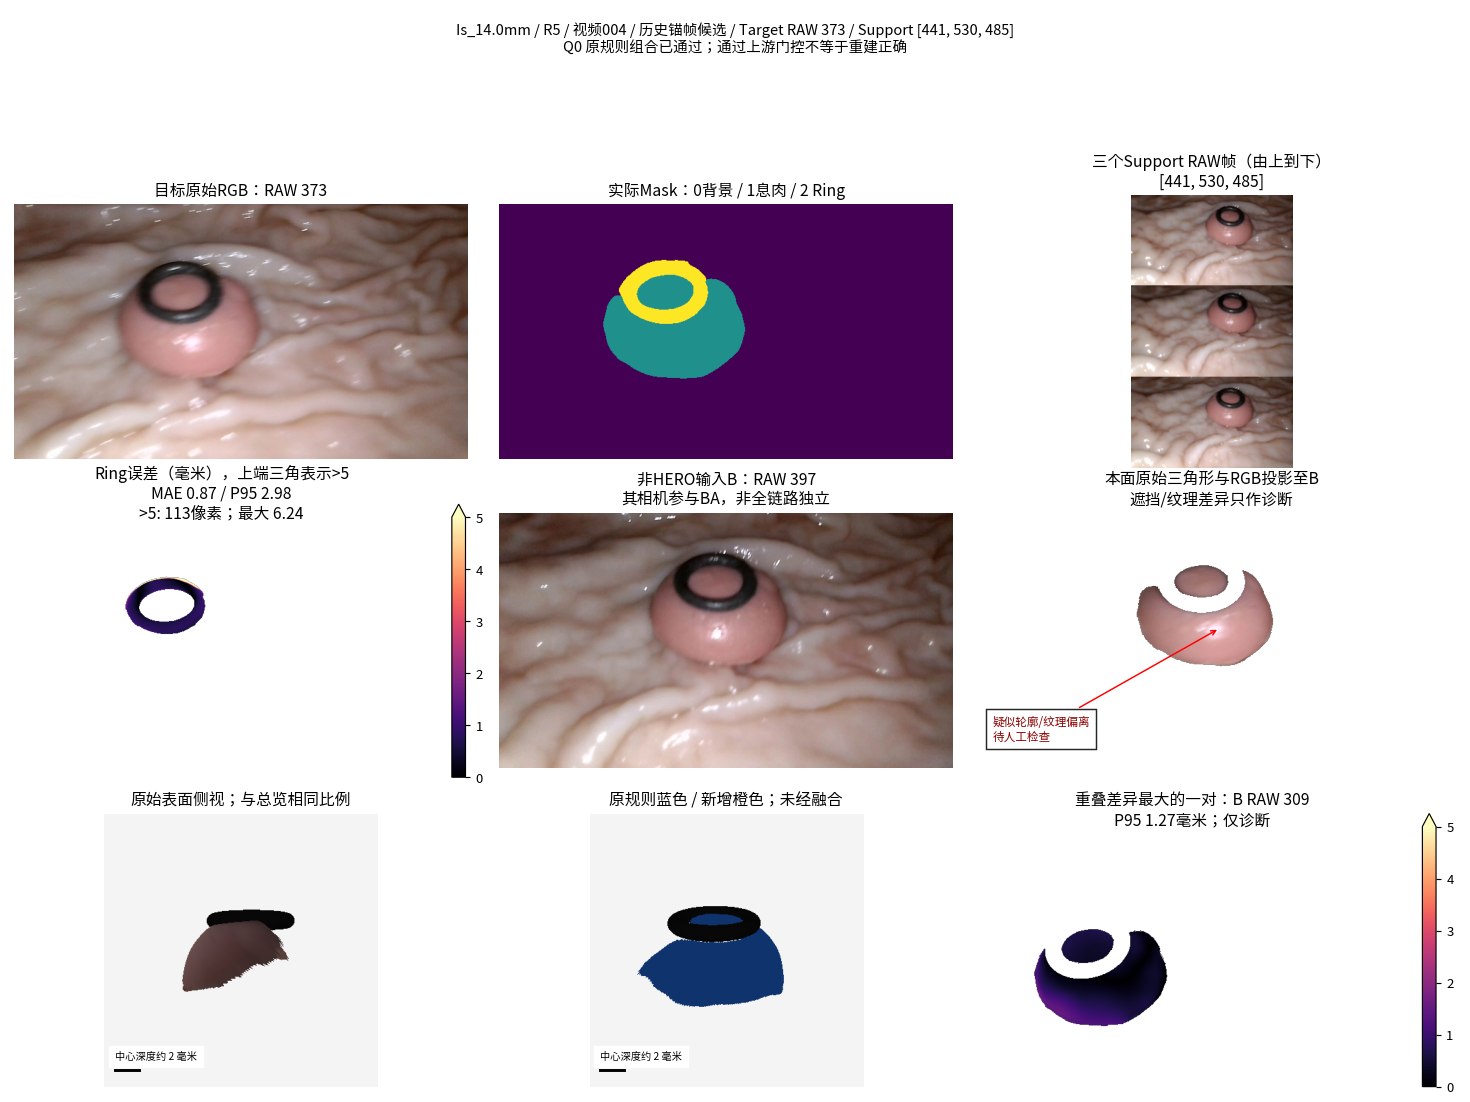 Is_14.0mm / R5 / 视频004 / 历史锚帧候选 / Target RAW 373 / Support [441, 530, 485]
Q0 原规则组合已通过；通过上游门控不等于重建正确
目标原始RGB：RAW 373
实际Mask：0背景 / 1息肉 / 2 Ring
三个Support RAW帧（由上到下）
[441, 530, 485]
Ring误差（毫米），上端三角表示>5
MAE 0.87 / P95 2.98
>5: 113像素；最大 6.24
5
4
3
2
1
0
非HERO输入B：RAW 397
其相机参与BA，非全链路独立
本面原始三角形与RGB投影至B
遮挡/纹理差异只作诊断
疑似轮廓/纹理偏离
待人工检查
原始表面侧视；与总览相同比例
中心深度约 2 毫米
原规则蓝色 / 新增橙色；未经融合
中心深度约 2 毫米
重叠差异最大的一对：B RAW 309
P95 1.27毫米；仅诊断
5
4
3
2
1
0